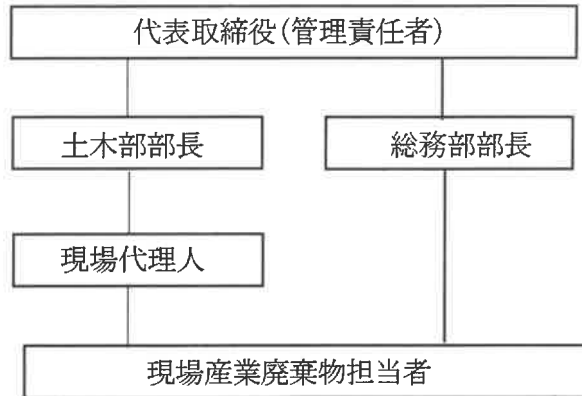 代表取締役(管理責任者)
土木部部長
総務部部長
現場代理人
現場産業廃棄物担当者